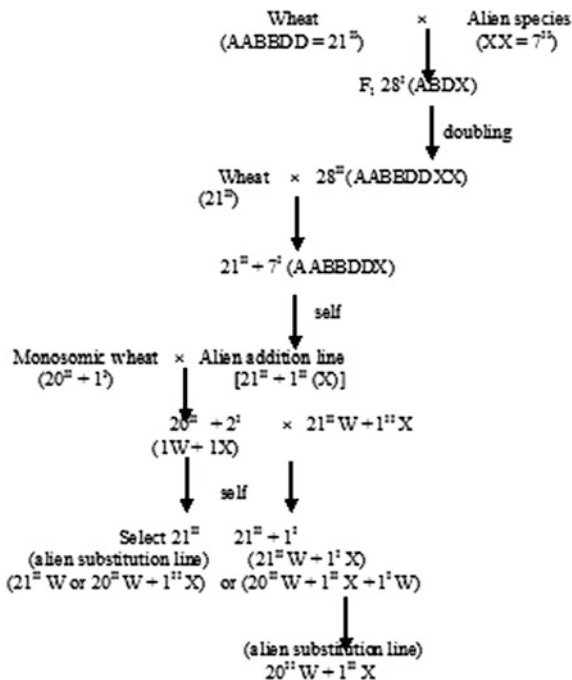 Wheat × Alien species
(AABBDD = 21ᴵᴵ) (XX = 7ᴵᴵ)
F₁ 28ᴵ (ABDX)
doubling
Wheat × 28ᴵᴵ (AABBDDXX)
(21ᴵᴵ)
21ᴵᴵ + 7ᴵ (AABBDDX)
self
Monosomic wheat × Alien addition line
(20ᴵᴵ + 1ᴵ) [21ᴵᴵ + 1ᴵᴵ (X)]
20ᴵᴵ + 2ᴵ × 21ᴵᴵ W + 1ᴵᴵ X
(1W + 1X)
self
Select 21ᴵᴵ 21ᴵᴵ + 1ᴵ
(alien substitution line) (21ᴵᴵ W + 1ᴵ X)
(21ᴵᴵ W or 20ᴵᴵ W + 1ᴵᴵ X) or (20ᴵᴵ W + 1ᴵᴵ X + 1ᴵ W)
(alien substitution line)
20ᴵᴵ W + 1ᴵᴵ X